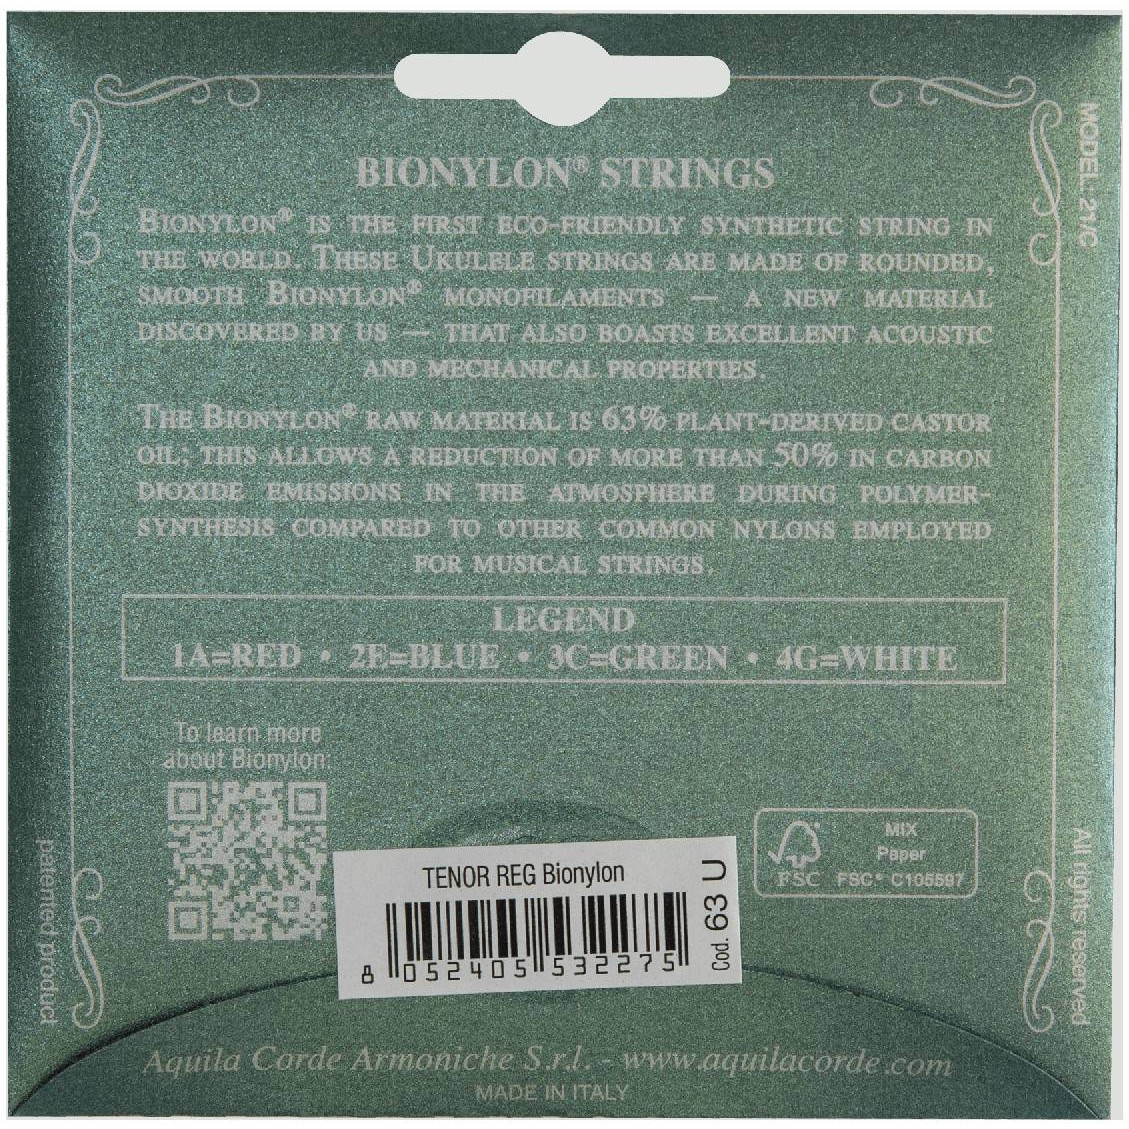 BIONYLON® STRINGS
BIONYLON® IS THE FIRST ECO-FRIENDLY SYNTHETIC STRING IN
THE WORLD. THESE UKULELE STRINGS ARE MADE OF ROUNDED,
SMOOTH BIONYLON® MONOFILAMENTS — A NEW MATERIAL
DISCOVERED BY US — THAT ALSO BOASTS EXCELLENT ACOUSTIC
AND MECHANICAL PROPERTIES.
THE BIONYLON® RAW MATERIAL IS 63% PLANT-DERIVED CASTOR
OIL; THIS ALLOWS A REDUCTION OF MORE THAN 50% IN CARBON
DIOXIDE EMISSIONS IN THE ATMOSPHERE DURING POLYMER-
SYNTHESIS COMPARED TO OTHER COMMON NYLONS EMPLOYED
FOR MUSICAL STRINGS.
LEGEND
1A=RED • 2E=BLUE • 3C=GREEN • 4G=WHITE
To learn more
about Bionylon:
TENOR REG Bionylon
8 052405 532275
Cod. 63 U
MIX
Paper
FSC
FSC® C105597
MODEL: 21/C
All rights reserved
patented product
Aquila Corde Armoniche S.r.l. - www.aquilacorde.com
MADE IN ITALY